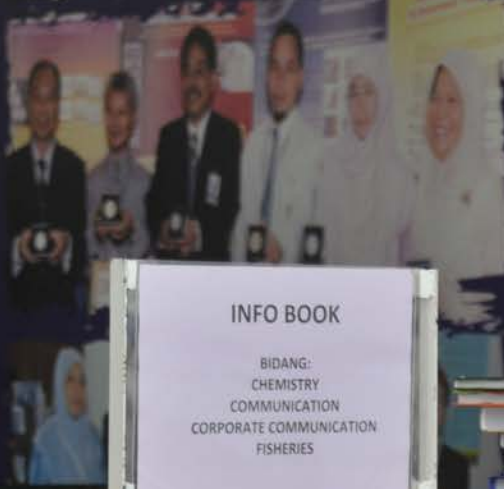 INFO BOOK
BIDANG:
CHEMISTRY
COMMUNICATION
CORPORATE COMMUNICATION
FISHERIES